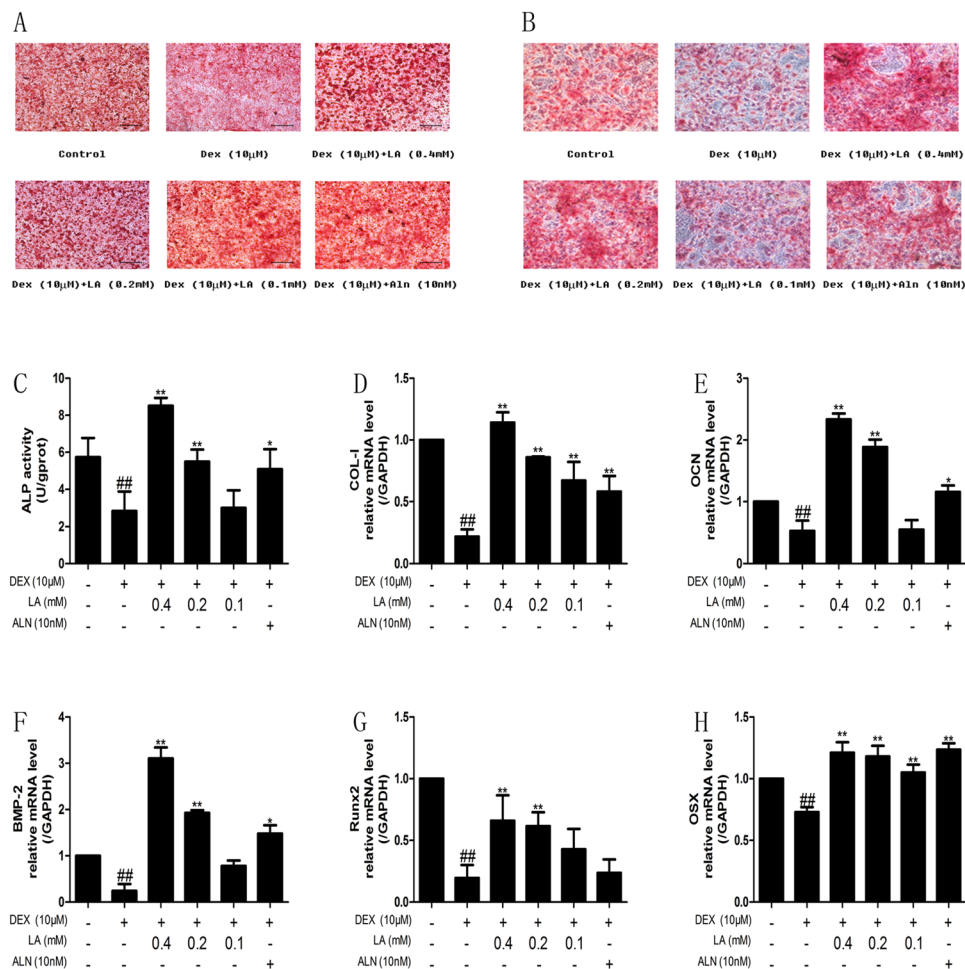 A B
Control Dex (10μM) Dex (10μM)+LA (0.4mM) Control Dex (10μM) Dex (10μM)+LA (0.4mM)
Dex (10μM)+LA (0.2mM) Dex (10μM)+LA (0.1mM) Dex (10μM)+Aln (10nM) Dex (10μM)+LA (0.2mM) Dex (10μM)+LA (0.1mM) Dex (10μM)+Aln (10nM)
C
ALP activity
(U/gprot)
10
8
6
4
2
0
## ** ** *
DEX (10μM) - + + + + +
LA (mM) - - 0.4 0.2 0.1 -
ALN (10nM) - - - - - +
D
COL-I
relative mRNA level
(/GAPDH)
1.5
1.0
0.5
0.0
## ** ** ** **
DEX (10μM) - + + + + +
LA (mM) - - 0.4 0.2 0.1 -
ALN (10nM) - - - - - +
E
OCN
relative mRNA level
(/GAPDH)
3
2
1
0
## ** ** *
DEX (10μM) - + + + + +
LA (mM) - - 0.4 0.2 0.1 -
ALN (10nM) - - - - - +
F
BMP-2
relative mRNA level
(/GAPDH)
4
3
2
1
0
## ** ** *
DEX (10μM) - + + + + +
LA (mM) - - 0.4 0.2 0.1 -
ALN (10nM) - - - - - +
G
Runx2
relative mRNA level
(/GAPDH)
1.5
1.0
0.5
0.0
## ** **
DEX (10μM) - + + + + +
LA (mM) - - 0.4 0.2 0.1 -
ALN (10nM) - - - - - +
H
OSX
relative mRNA level
(/GAPDH)
1.5
1.0
0.5
0.0
## ** ** ** **
DEX (10μM) - + + + + +
LA (mM) - - 0.4 0.2 0.1 -
ALN (10nM) - - - - - +